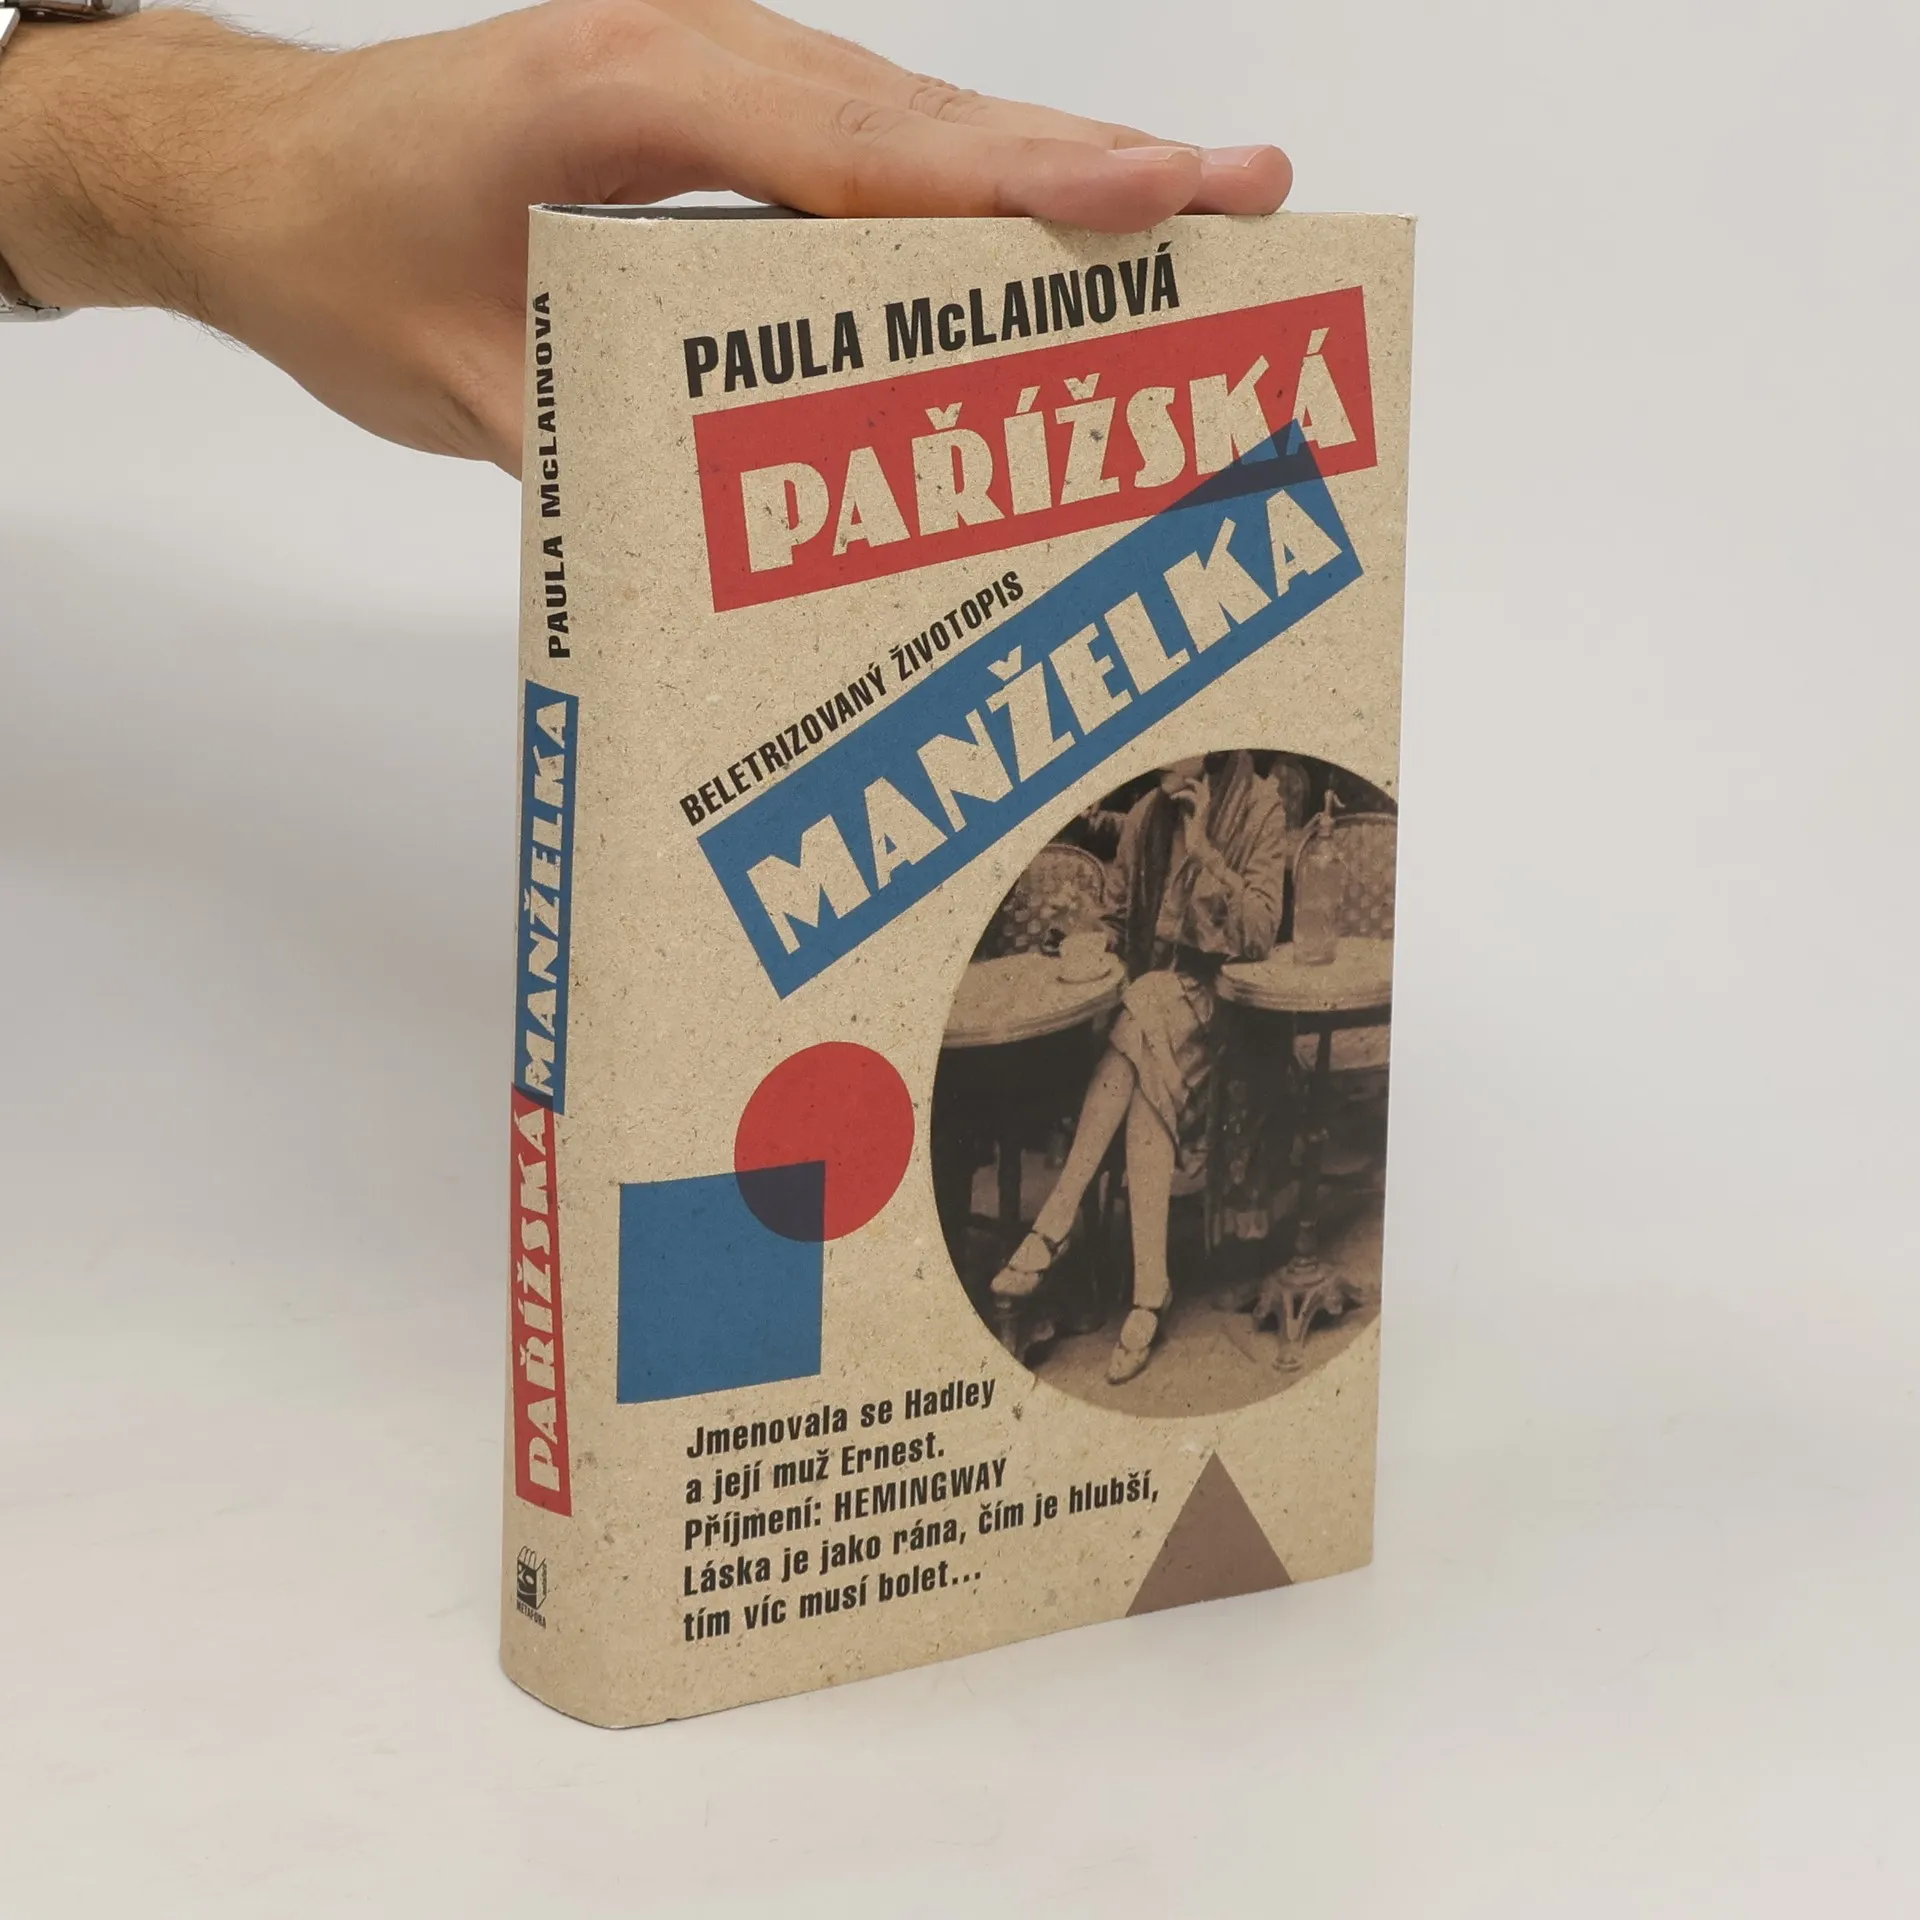 PAULA McLAINOVÁ
PAŘÍŽSKÁ
BELETRIZOVANÝ ŽIVOTOPIS
MANŽELKA
Jmenovala se Hadley
a její muž Ernest.
Příjmení: HEMINGWAY
Láska je jako rána, čím je hlubší,
tím víc musí bolet...
PAULA McLAINOVÁ
PAŘÍŽSKÁ MANŽELKA
METAFORA